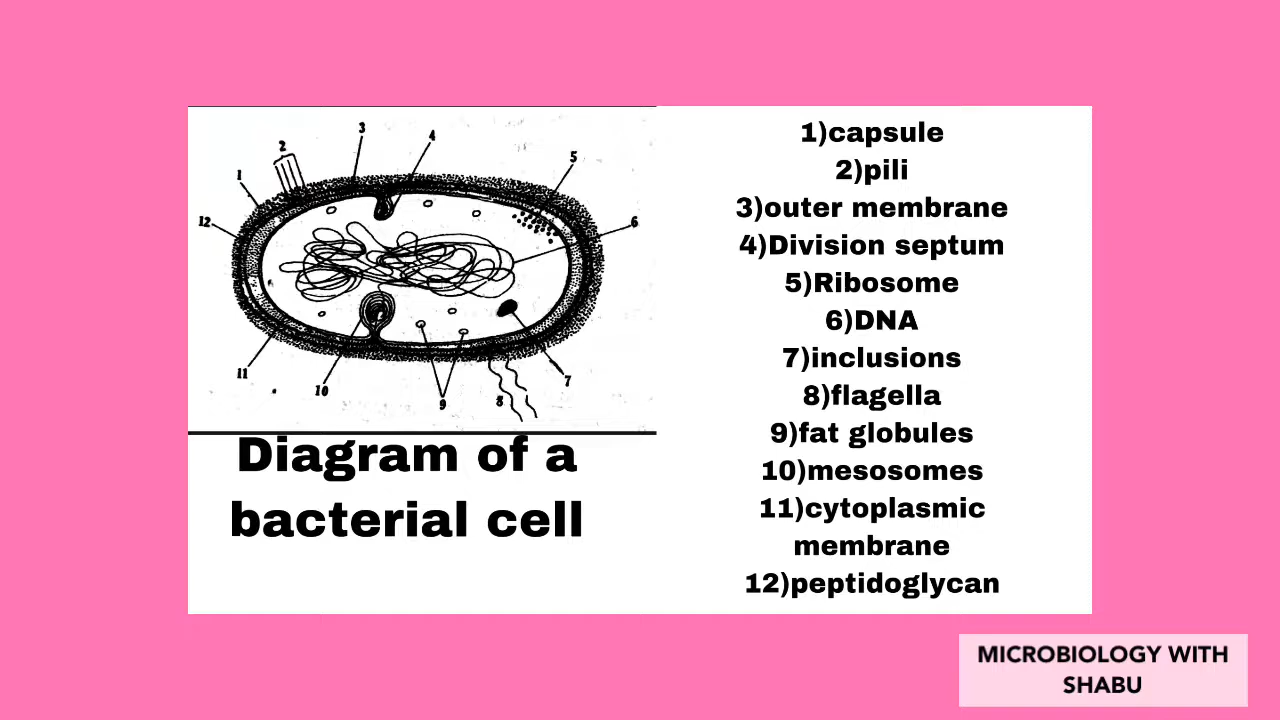 3
4
2
5
1
12
6
11
10
9
8
7
Diagram of a
bacterial cell
1)capsule
2)pili
3)outer membrane
4)Division septum
5)Ribosome
6)DNA
7)inclusions
8)flagella
9)fat globules
10)mesosomes
11)cytoplasmic
membrane
12)peptidoglycan
MICROBIOLOGY WITH
SHABU